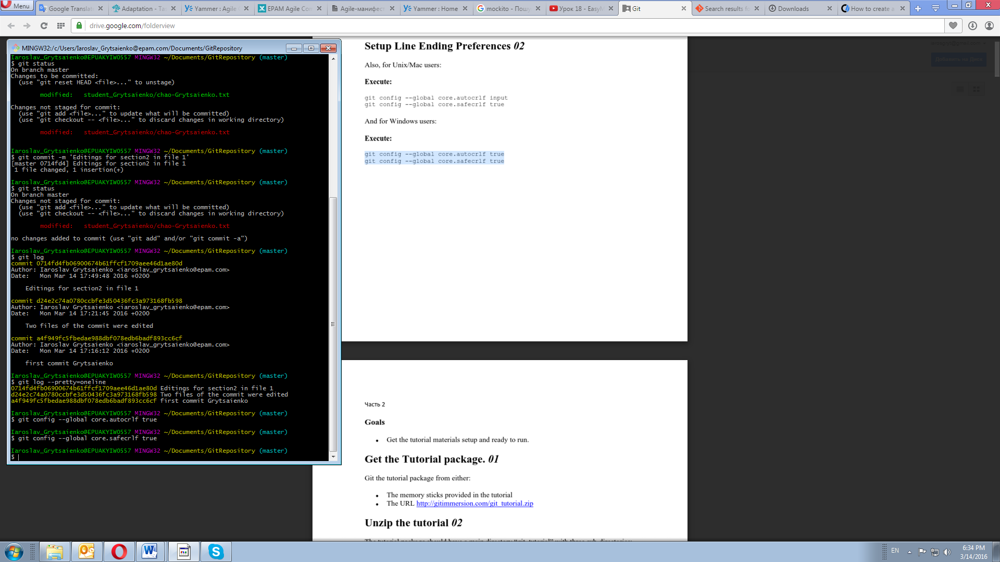 Menu
Google Translat
Adaptation - Tas
Yammer : Agile
EPAM Agile Con
Agile-манифест
Yammer : Home
mockito - Пошу
Урок 18 - EasyM
Git
Search results fo
Downloads
How to create a
drive.google.com/folderview
MINGW32:/c/Users/Iaroslav_Grytsaienko@epam.com/Documents/GitRepository
Iaroslav_Grytsaienko@EPUAKYIW0557 MINGW32 ~/Documents/GitRepository (master)
$ git status
On branch master
Changes to be committed:
(use "git reset HEAD <file>..." to unstage)
modified:   student_Grytsaienko/chao-Grytsaienko.txt
Changes not staged for commit:
(use "git add <file>..." to update what will be committed)
(use "git checkout -- <file>..." to discard changes in working directory)
modified:   student_Grytsaienko/chao-Grytsaienko.txt
Iaroslav_Grytsaienko@EPUAKYIW0557 MINGW32 ~/Documents/GitRepository (master)
$ git commit -m 'Editings for section2 in file 1'
[master 0714fd4] Editings for section2 in file 1
1 file changed, 1 insertion(+)
Iaroslav_Grytsaienko@EPUAKYIW0557 MINGW32 ~/Documents/GitRepository (master)
$ git status
On branch master
Changes not staged for commit:
(use "git add <file>..." to update what will be committed)
(use "git checkout -- <file>..." to discard changes in working directory)
modified:   student_Grytsaienko/chao-Grytsaienko.txt
no changes added to commit (use "git add" and/or "git commit -a")
Iaroslav_Grytsaienko@EPUAKYIW0557 MINGW32 ~/Documents/GitRepository (master)
$ git log
commit 0714fd4fb06900674b61ffcf1709aee46d1ae80d
Author: Iaroslav Grytsaienko <iaroslav_grytsaienko@epam.com>
Date:   Mon Mar 14 17:49:48 2016 +0200
Editings for section2 in file 1
commit d24e2c74a0780ccbfe3d50436fc3a973168fb598
Author: Iaroslav Grytsaienko <iaroslav_grytsaienko@epam.com>
Date:   Mon Mar 14 17:21:45 2016 +0200
Two files of the commit were edited
commit a4f949fc5fbedae988dbf078edb6badf893cc6cf
Author: Iaroslav Grytsaienko <iaroslav_grytsaienko@epam.com>
Date:   Mon Mar 14 17:16:12 2016 +0200
first commit Grytsaienko
Iaroslav_Grytsaienko@EPUAKYIW0557 MINGW32 ~/Documents/GitRepository (master)
$ git log --pretty=oneline
0714fd4fb06900674b61ffcf1709aee46d1ae80d Editings for section2 in file 1
d24e2c74a0780ccbfe3d50436fc3a973168fb598 Two files of the commit were edited
a4f949fc5fbedae988dbf078edb6badf893cc6cf first commit Grytsaienko
Iaroslav_Grytsaienko@EPUAKYIW0557 MINGW32 ~/Documents/GitRepository (master)
$ git config --global core.autocrlf true
Iaroslav_Grytsaienko@EPUAKYIW0557 MINGW32 ~/Documents/GitRepository (master)
$ git config --global core.safecrlf true
Iaroslav_Grytsaienko@EPUAKYIW0557 MINGW32 ~/Documents/GitRepository (master)
$
Setup Line Ending Preferences 02
Also, for Unix/Mac users:
Execute:
git config --global core.autocrlf input
git config --global core.safecrlf true
And for Windows users:
Execute:
git config --global core.autocrlf true
git config --global core.safecrlf true
Часть 2
Goals
• Get the tutorial materials setup and ready to run.
Get the Tutorial package. 01
Git the tutorial package from either:
• The memory sticks provided in the tutorial
• The URL http://gitimmersion.com/git_tutorial.zip
Unzip the tutorial 02
The tutorial package should have a main directory "git_tutorial" with three sub-directories:
EN
6:34 PM
3/14/2016